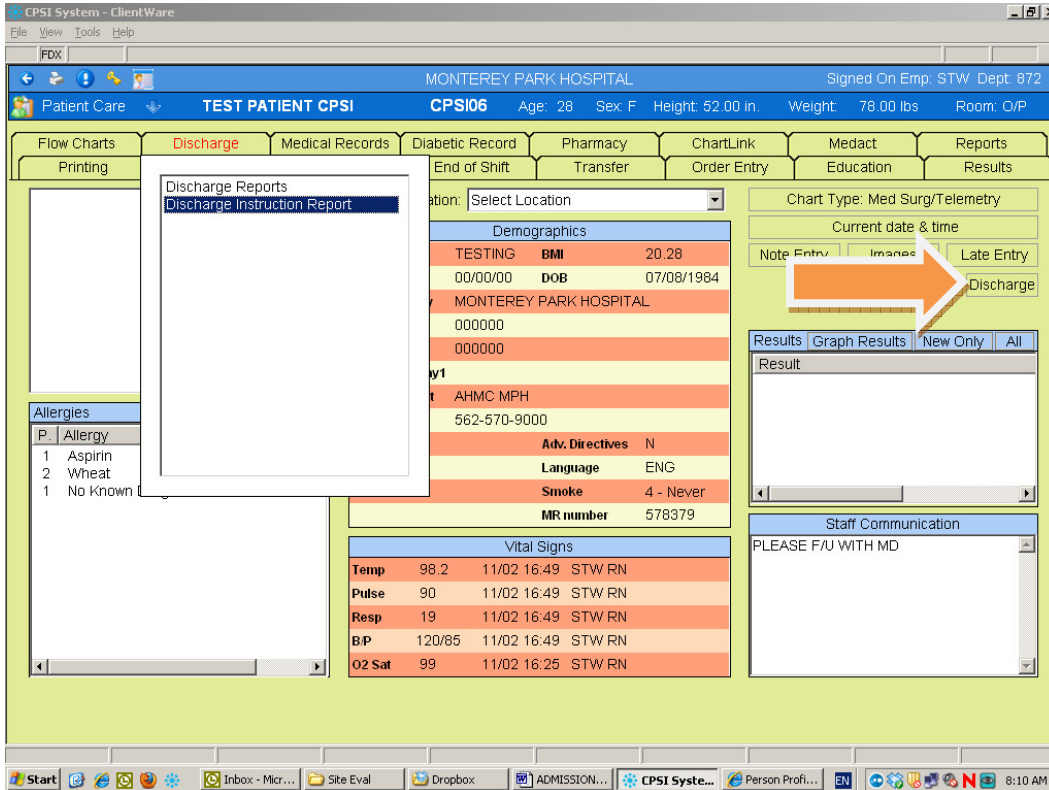 CPSI System - ClientWare
File View Tools Help
FDX
MONTEREY PARK HOSPITAL Signed On Emp: STW Dept: 872
Patient Care TEST PATIENT CPSI CPSI06 Age: 28 Sex: F Height: 52.00 in. Weight: 78.00 lbs Room: O/P
Flow Charts Discharge Medical Records Diabetic Record Pharmacy ChartLink Medact Reports
Printing End of Shift Transfer Order Entry Education Results
Discharge Reports
Discharge Instruction Report
ation: Select Location
Chart Type: Med Surg/Telemetry
Current date & time
Note Entry Images Late Entry
Discharge
Demographics
TESTING BMI 20.28
00/00/00 DOB 07/08/1984
MONTEREY PARK HOSPITAL
000000
000000
ay1
t AHMC MPH
562-570-9000
Adv. Directives N
Language ENG
Smoke 4 - Never
MR number 578379
Results Graph Results New Only All
Result
Allergies
P. Allergy
1 Aspirin
2 Wheat
1 No Known D
Vital Signs
Temp 98.2 11/02 16:49 STW RN
Pulse 90 11/02 16:49 STW RN
Resp 19 11/02 16:49 STW RN
B/P 120/85 11/02 16:49 STW RN
O2 Sat 99 11/02 16:25 STW RN
Staff Communication
PLEASE F/U WITH MD
Start Inbox - Micr... Site Eval Dropbox ADMISSION... CPSI Syste... Person Profi... EN N 8:10 AM